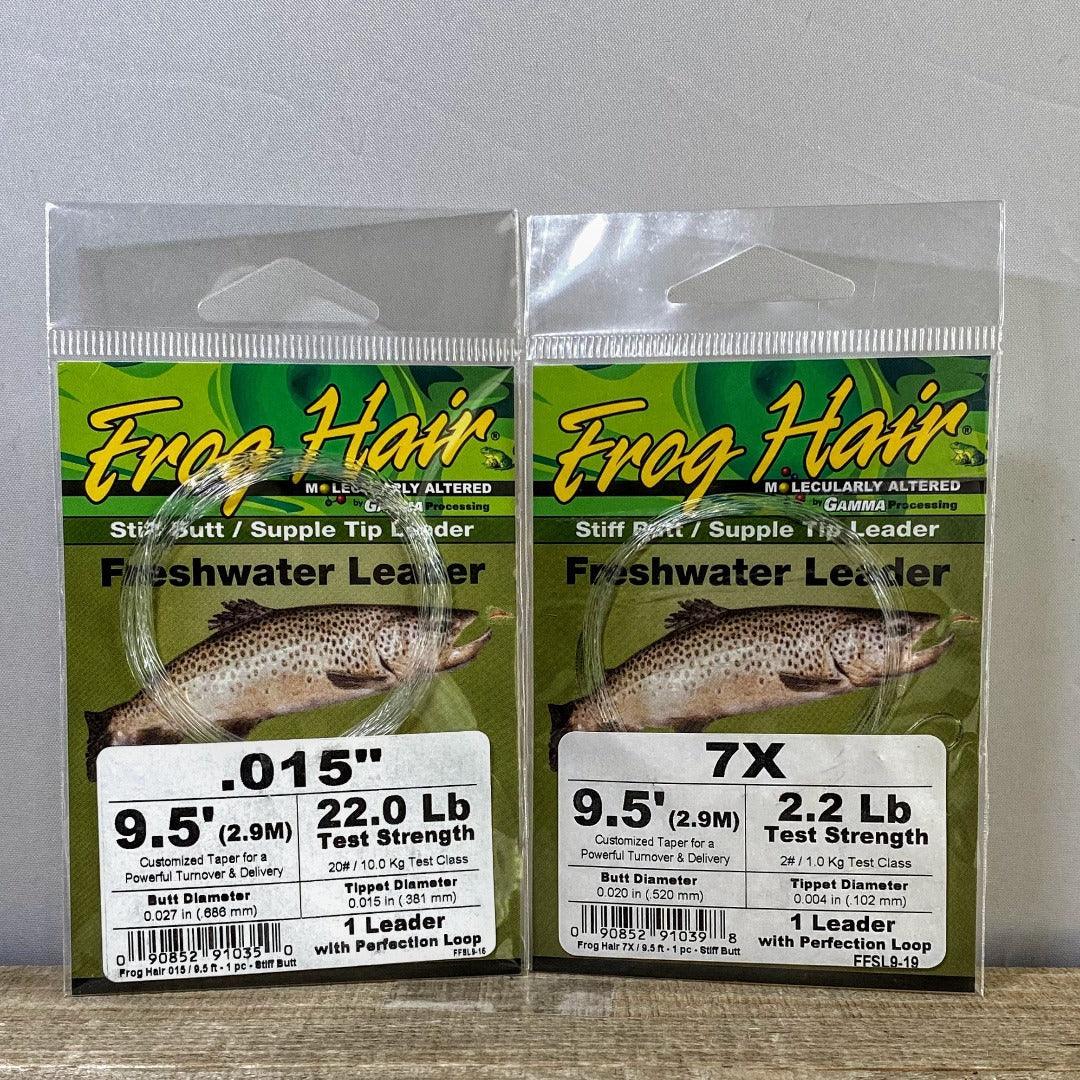 Frog Hair®
MOLECULARLY ALTERED
by GAMMA Processing
Stiff Butt / Supple Tip Leader
Freshwater Leader
.015"
9.5' (2.9M)
Customized Taper for a
Powerful Turnover & Delivery
22.0 Lb
Test Strength
20# / 10.0 Kg Test Class
Butt Diameter
0.027 in (.686 mm)
Tippet Diameter
0.015 in (.381 mm)
0 90852 91035 0
Frog Hair 015 / 9.5 ft - 1 pc - Stiff Butt
1 Leader
with Perfection Loop
FFSL9-15
Frog Hair®
MOLECULARLY ALTERED
by GAMMA Processing
Stiff Butt / Supple Tip Leader
Freshwater Leader
7X
9.5' (2.9M)
Customized Taper for a
Powerful Turnover & Delivery
2.2 Lb
Test Strength
2# / 1.0 Kg Test Class
Butt Diameter
0.020 in (.520 mm)
Tippet Diameter
0.004 in (.102 mm)
0 90852 91039 8
Frog Hair 7X / 9.5 ft - 1 pc - Stiff Butt
1 Leader
with Perfection Loop
FFSL9-19